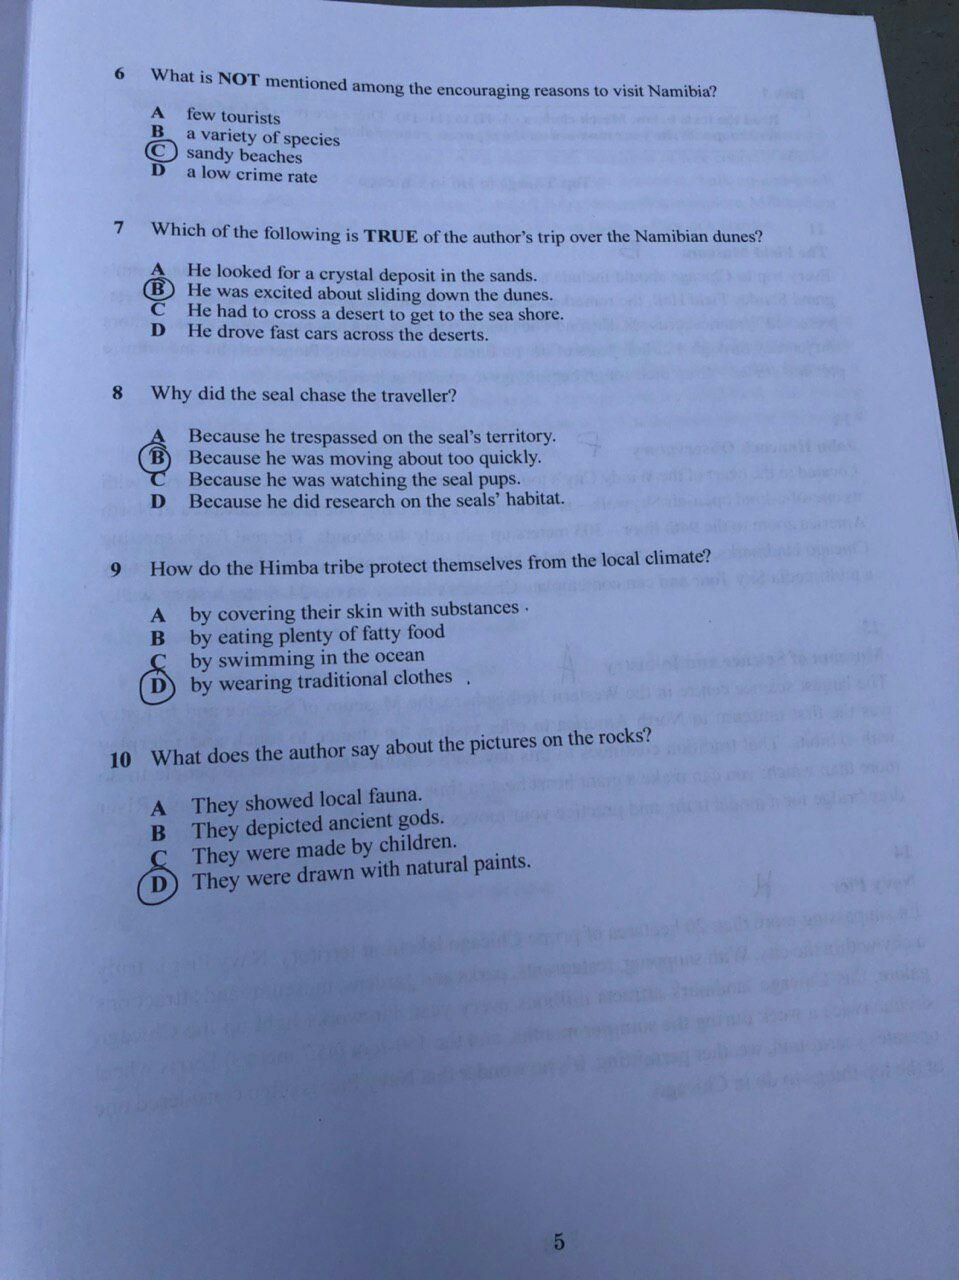 6 What is NOT mentioned among the encouraging reasons to visit Namibia?
A few tourists
B a variety of species
C sandy beaches
D a low crime rate
7 Which of the following is TRUE of the author's trip over the Namibian dunes?
A He looked for a crystal deposit in the sands.
B He was excited about sliding down the dunes.
C He had to cross a desert to get to the sea shore.
D He drove fast cars across the deserts.
8 Why did the seal chase the traveller?
A Because he trespassed on the seal's territory.
B Because he was moving about too quickly.
C Because he was watching the seal pups.
D Because he did research on the seals' habitat.
9 How do the Himba tribe protect themselves from the local climate?
A by covering their skin with substances
B by eating plenty of fatty food
C by swimming in the ocean
D by wearing traditional clothes
10 What does the author say about the pictures on the rocks?
A They showed local fauna.
B They depicted ancient gods.
C They were made by children.
D They were drawn with natural paints.
5